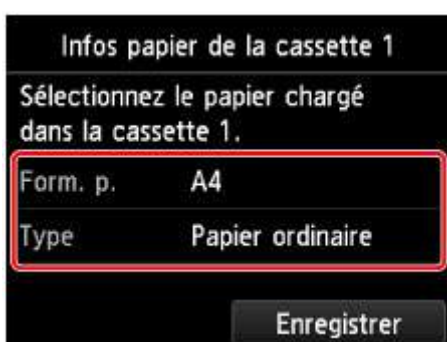 Infos papier de la cassette 1
Sélectionnez le papier chargé
dans la cassette 1.
Form. p. A4
Type Papier ordinaire
Enregistrer